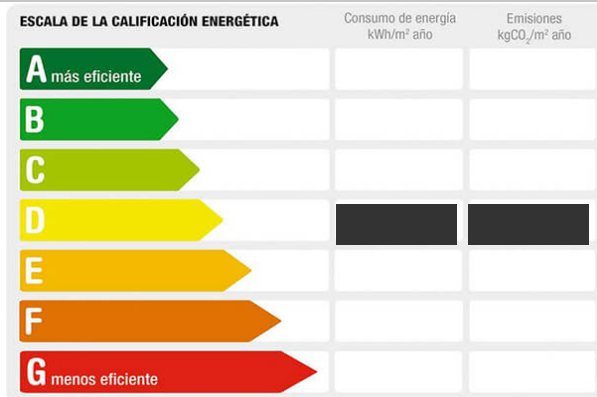 ESCALA DE LA CALIFICACIÓN ENERGÉTICA
Consumo de energía
kWh/m² año
Emisiones
kgCO₂/m² año
A más eficiente
B
C
D
E
F
G menos eficiente